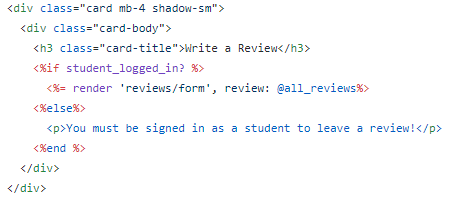 <div class="card mb-4 shadow-sm">
<div class="card-body">
<h3 class="card-title">Write a Review</h3>
<%if student_logged_in? %>
<%= render 'reviews/form', review: @all_reviews%>
<%else%>
<p>You must be signed in as a student to leave a review!</p>
<%end %>
</div>
</div>